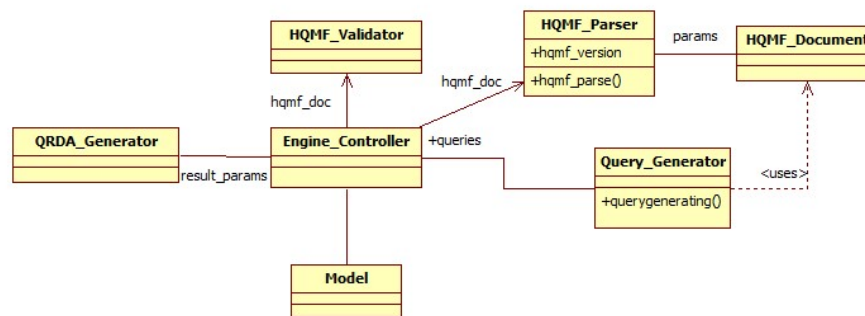 HQMF_Parser
+hqmf_version
+hqmf_parse()
params
HQMF_Document
HQMF_Validator
hqmf_doc
hqmf_doc
QRDA_Generator
result_params
Engine_Controller
+queries
Query_Generator
+querygenerating()
<uses>
Model